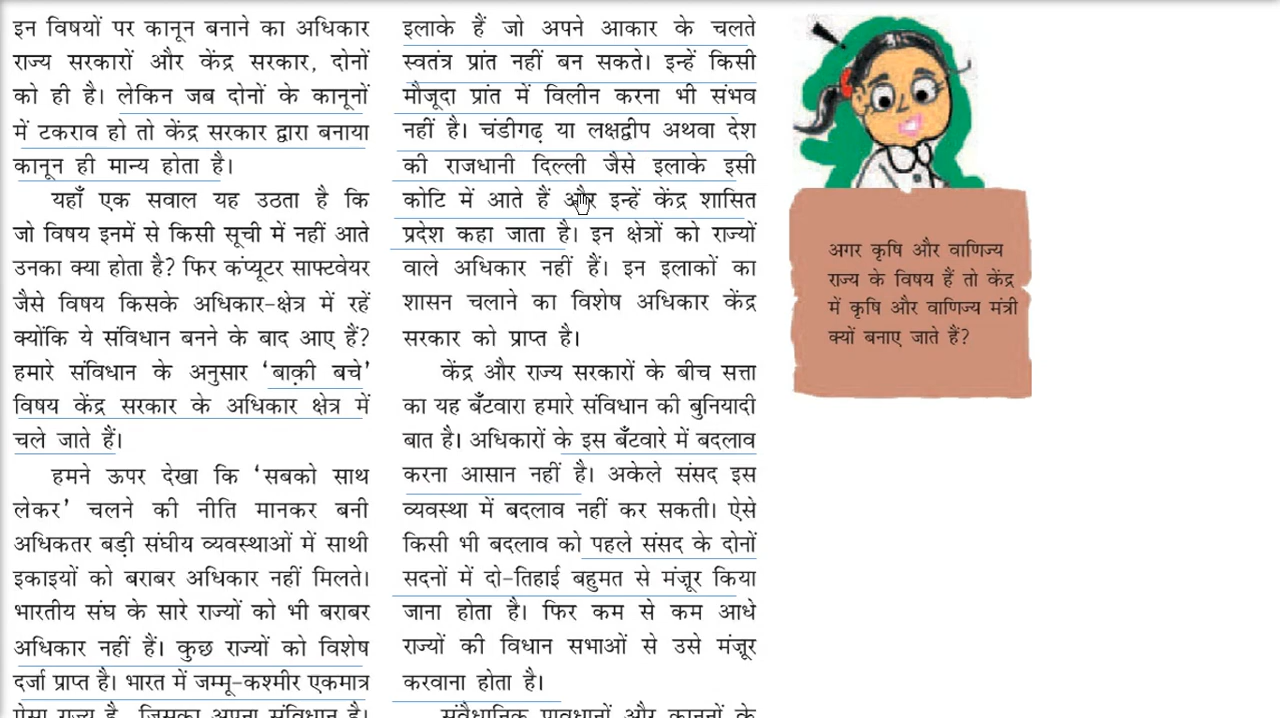 इन विषयों पर कानून बनाने का अधिकार
राज्य सरकारों और केंद्र सरकार, दोनों
को ही है। लेकिन जब दोनों के कानूनों
में टकराव हो तो केंद्र सरकार द्वारा बनाया
कानून ही मान्य होता है।
यहाँ एक सवाल यह उठता है कि
जो विषय इनमें से किसी सूची में नहीं आते
उनका क्या होता है? फिर कंप्यूटर साफ्टवेयर
जैसे विषय किसके अधिकार-क्षेत्र में रहें
क्योंकि ये संविधान बनने के बाद आए हैं?
हमारे संविधान के अनुसार 'बाक़ी बचे'
विषय केंद्र सरकार के अधिकार क्षेत्र में
चले जाते हैं।
हमने ऊपर देखा कि 'सबको साथ
लेकर' चलने की नीति मानकर बनी
अधिकतर बड़ी संघीय व्यवस्थाओं में साथी
इकाइयों को बराबर अधिकार नहीं मिलते।
भारतीय संघ के सारे राज्यों को भी बराबर
अधिकार नहीं हैं। कुछ राज्यों को विशेष
दर्जा प्राप्त है। भारत में जम्मू-कश्मीर एकमात्र
ऐसा राज्य है जिसका अपना संविधान है।
इलाके हैं जो अपने आकार के चलते
स्वतंत्र प्रांत नहीं बन सकते। इन्हें किसी
मौजूदा प्रांत में विलीन करना भी संभव
नहीं है। चंडीगढ़ या लक्षद्वीप अथवा देश
की राजधानी दिल्ली जैसे इलाके इसी
कोटि में आते हैं और इन्हें केंद्र शासित
प्रदेश कहा जाता है। इन क्षेत्रों को राज्यों
वाले अधिकार नहीं हैं। इन इलाकों का
शासन चलाने का विशेष अधिकार केंद्र
सरकार को प्राप्त है।
केंद्र और राज्य सरकारों के बीच सत्ता
का यह बँटवारा हमारे संविधान की बुनियादी
बात है। अधिकारों के इस बँटवारे में बदलाव
करना आसान नहीं है। अकेले संसद इस
व्यवस्था में बदलाव नहीं कर सकती। ऐसे
किसी भी बदलाव को पहले संसद के दोनों
सदनों में दो-तिहाई बहुमत से मंज़ूर किया
जाना होता है। फिर कम से कम आधे
राज्यों की विधान सभाओं से उसे मंज़ूर
करवाना होता है।
संवैधानिक प्रावधानों और कानूनों के
अगर कृषि और वाणिज्य
राज्य के विषय हैं तो केंद्र
में कृषि और वाणिज्य मंत्री
क्यों बनाए जाते हैं?